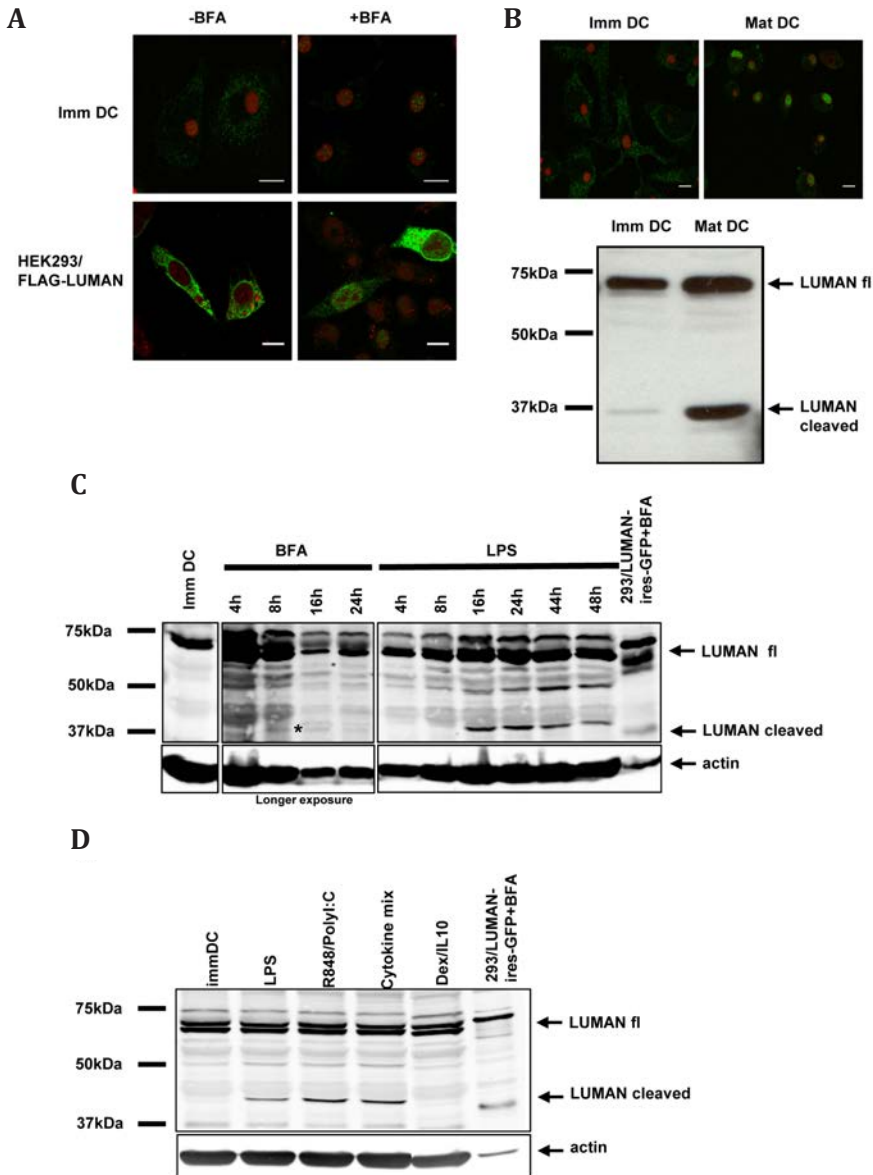 A
-BFA +BFA
Imm DC
HEK293/
FLAG-LUMAN
B
Imm DC Mat DC
Imm DC Mat DC
75kDa
LUMAN fl
50kDa
37kDa
LUMAN
cleaved
C
Imm DC
BFA
LPS
293/LUMAN-
ires-GFP+BFA
4h 8h 16h 24h 4h 8h 16h 24h 44h 48h
75kDa
LUMAN fl
50kDa
37kDa
*
LUMAN cleaved
actin
Longer exposure
D
immDC
LPS
R848/PolyI:C
Cytokine mix
Dex/IL10
293/LUMAN-
ires-GFP+BFA
75kDa
LUMAN fl
50kDa
LUMAN cleaved
37kDa
actin